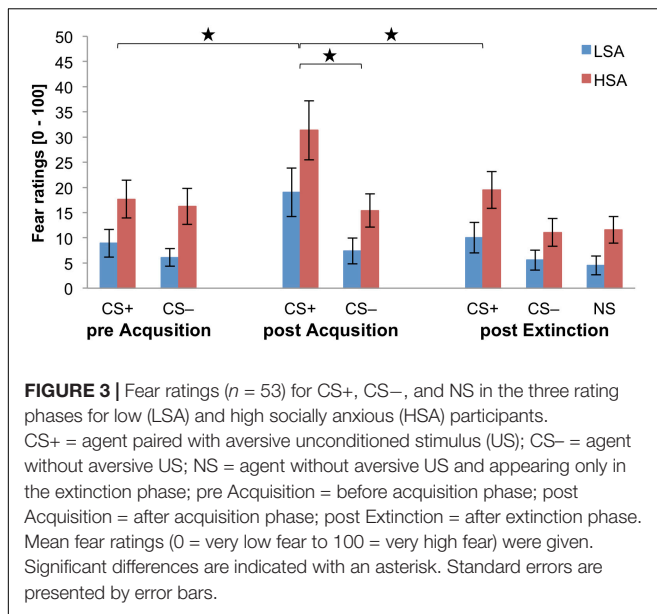 50
45
40
35
30
25
20
15
10
5
0
Fear ratings [0 - 100]
LSA
HSA
CS+ CS− CS+ CS− CS+ CS− NS
pre Acqusition post Acqusition post Extinction
FIGURE 3 | Fear ratings (n = 53) for CS+, CS−, and NS in the three rating
phases for low (LSA) and high socially anxious (HSA) participants.
CS+ = agent paired with aversive unconditioned stimulus (US); CS− = agent
without aversive US; NS = agent without aversive US and appearing only in
the extinction phase; pre Acquisition = before acquisition phase; post
Acquisition = after acquisition phase; post Extinction = after extinction phase.
Mean fear ratings (0 = very low fear to 100 = very high fear) were given.
Significant differences are indicated with an asterisk. Standard errors are
presented by error bars.